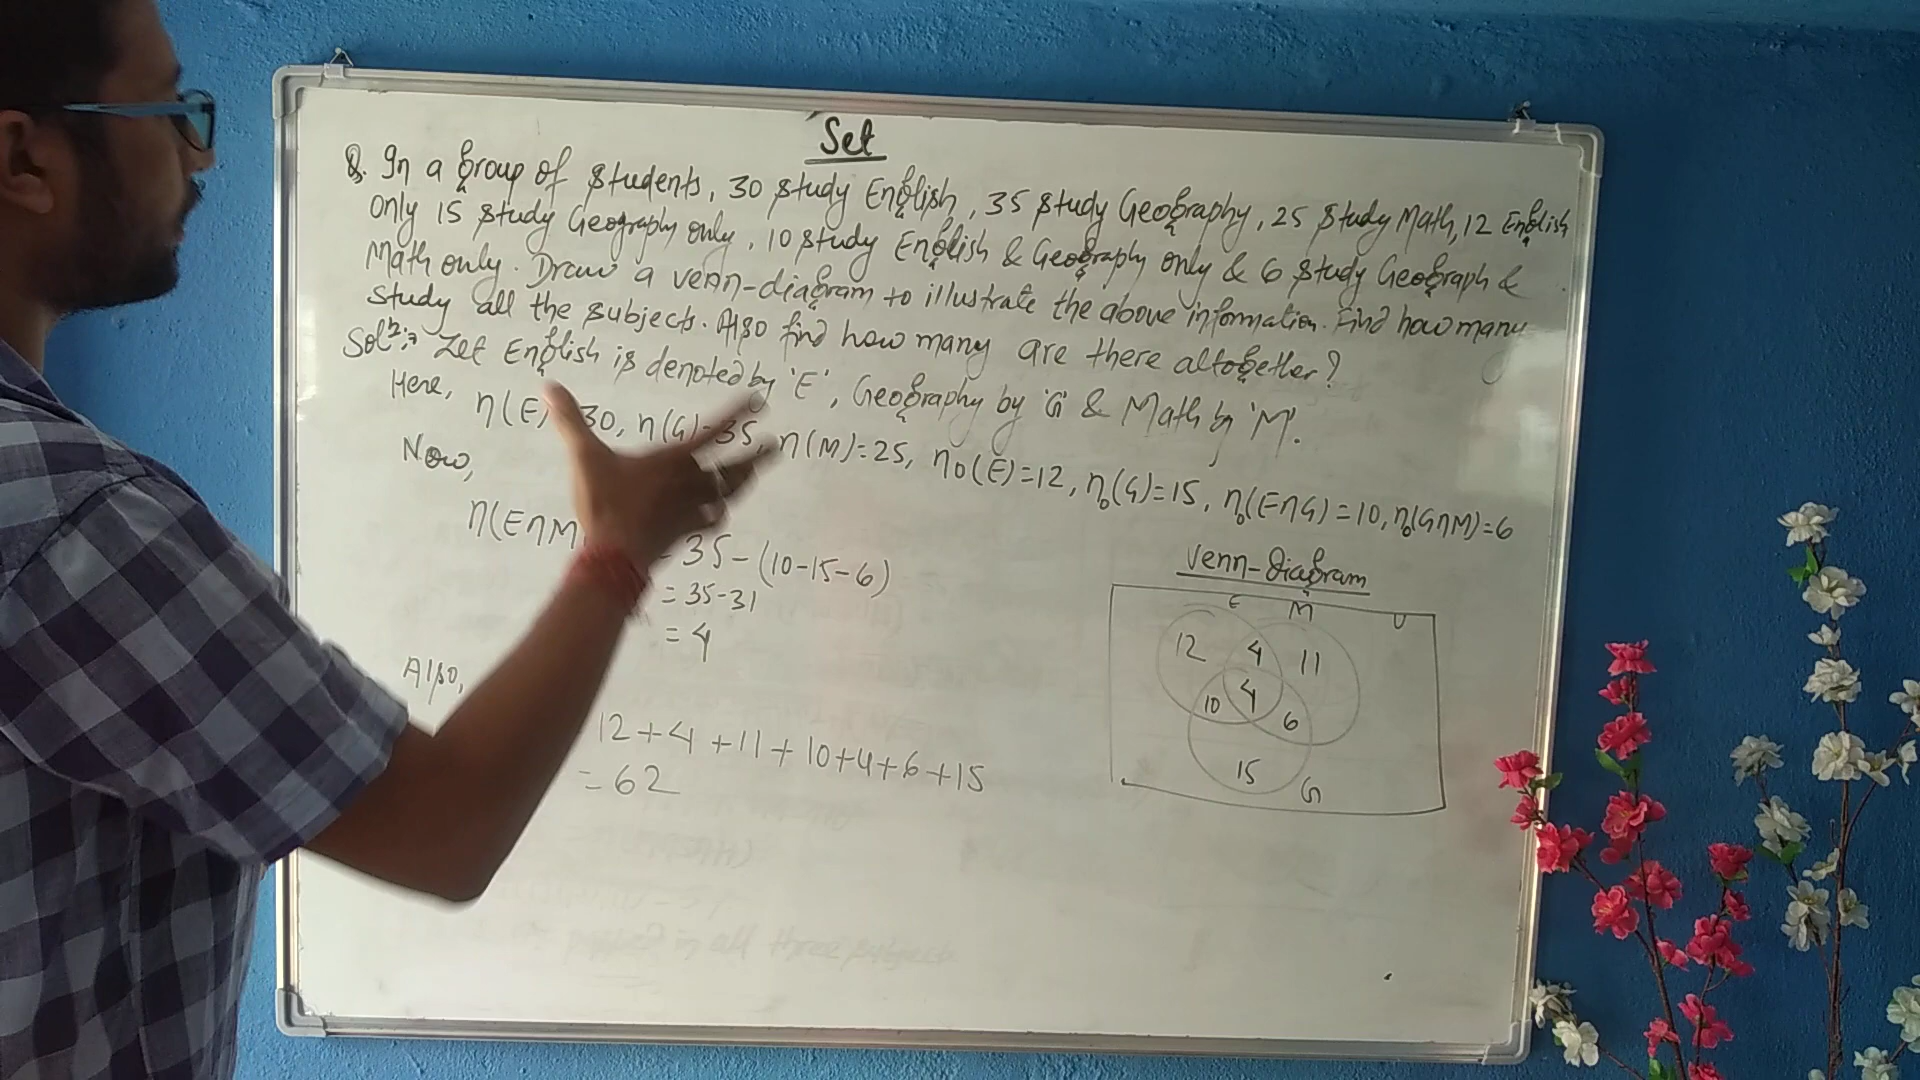 Set
Q. In a group of students, 30 study English, 35 study Geography, 25 study Math, 12 English
only 15 study Geography only, 10 study English & Geography only & 6 study Geograph &
Math only. Draw a venn-diagram to illustrate the above information. Find how many
study all the subjects. Also find how many are there altogether?
Solⁿ:→ Let English is denoted by 'E', Geography by 'G' & Math by 'M'.
Here, n(E) 30, n(G)=35, n(M)=25, no(E)=12, n₀(G)=15, n₀(E∩G)=10, n₀(G∩M)=6
Now,
n(E∩M = 35-(10-15-6)
= 35-31
= 4
Also,
12+4+11+10+4+6+15
= 62
Venn-Diagram
E M U
12 4 11
10 4 6
15 G